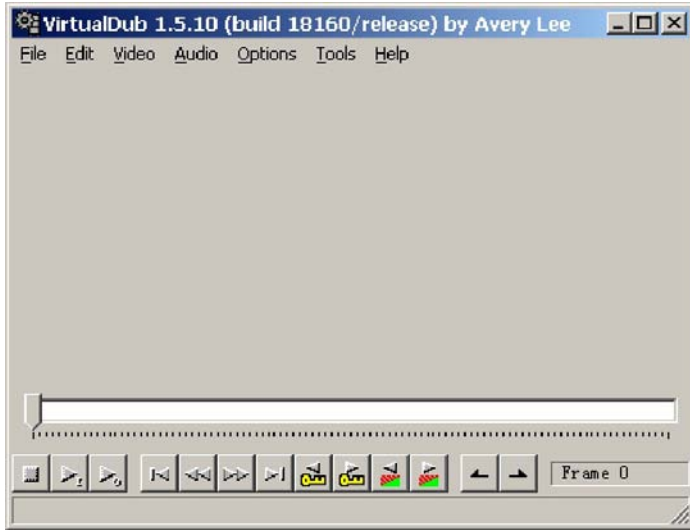 VirtualDub 1.5.10 (build 18160/release) by Avery Lee
File Edit Video Audio Options Tools Help
I O
Frame 0